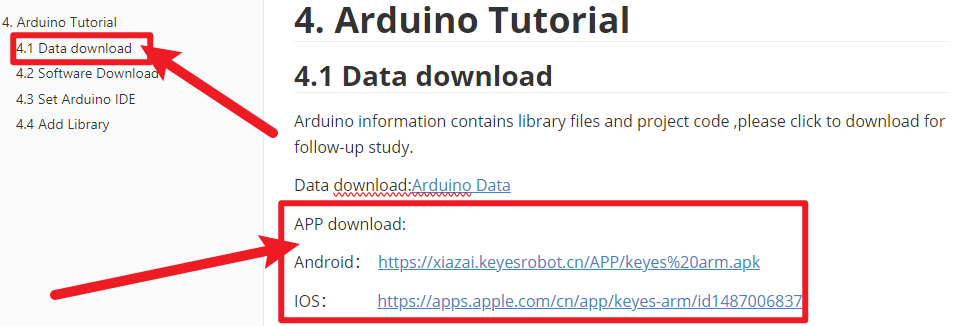 4. Arduino Tutorial
4.1 Data download
4.2 Software Download
4.3 Set Arduino IDE
4.4 Add Library
4. Arduino Tutorial
4.1 Data download
Arduino information contains library files and project code ,please click to download for
follow-up study.
Data download:Arduino Data
APP download:
Android： https://xiazai.keyesrobot.cn/APP/keyes%20arm.apk
IOS： https://apps.apple.com/cn/app/keyes-arm/id1487006837